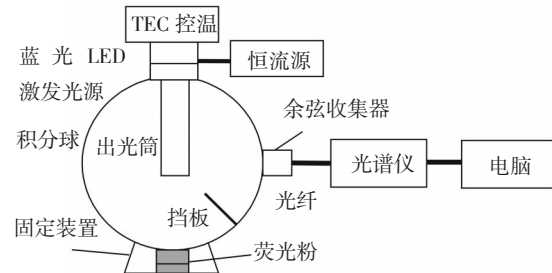 TEC 控温
蓝光 LED
恒流源
激发光源
余弦收集器
积分球
出光筒
光谱仪
电脑
光纤
挡板
固定装置
荧光粉